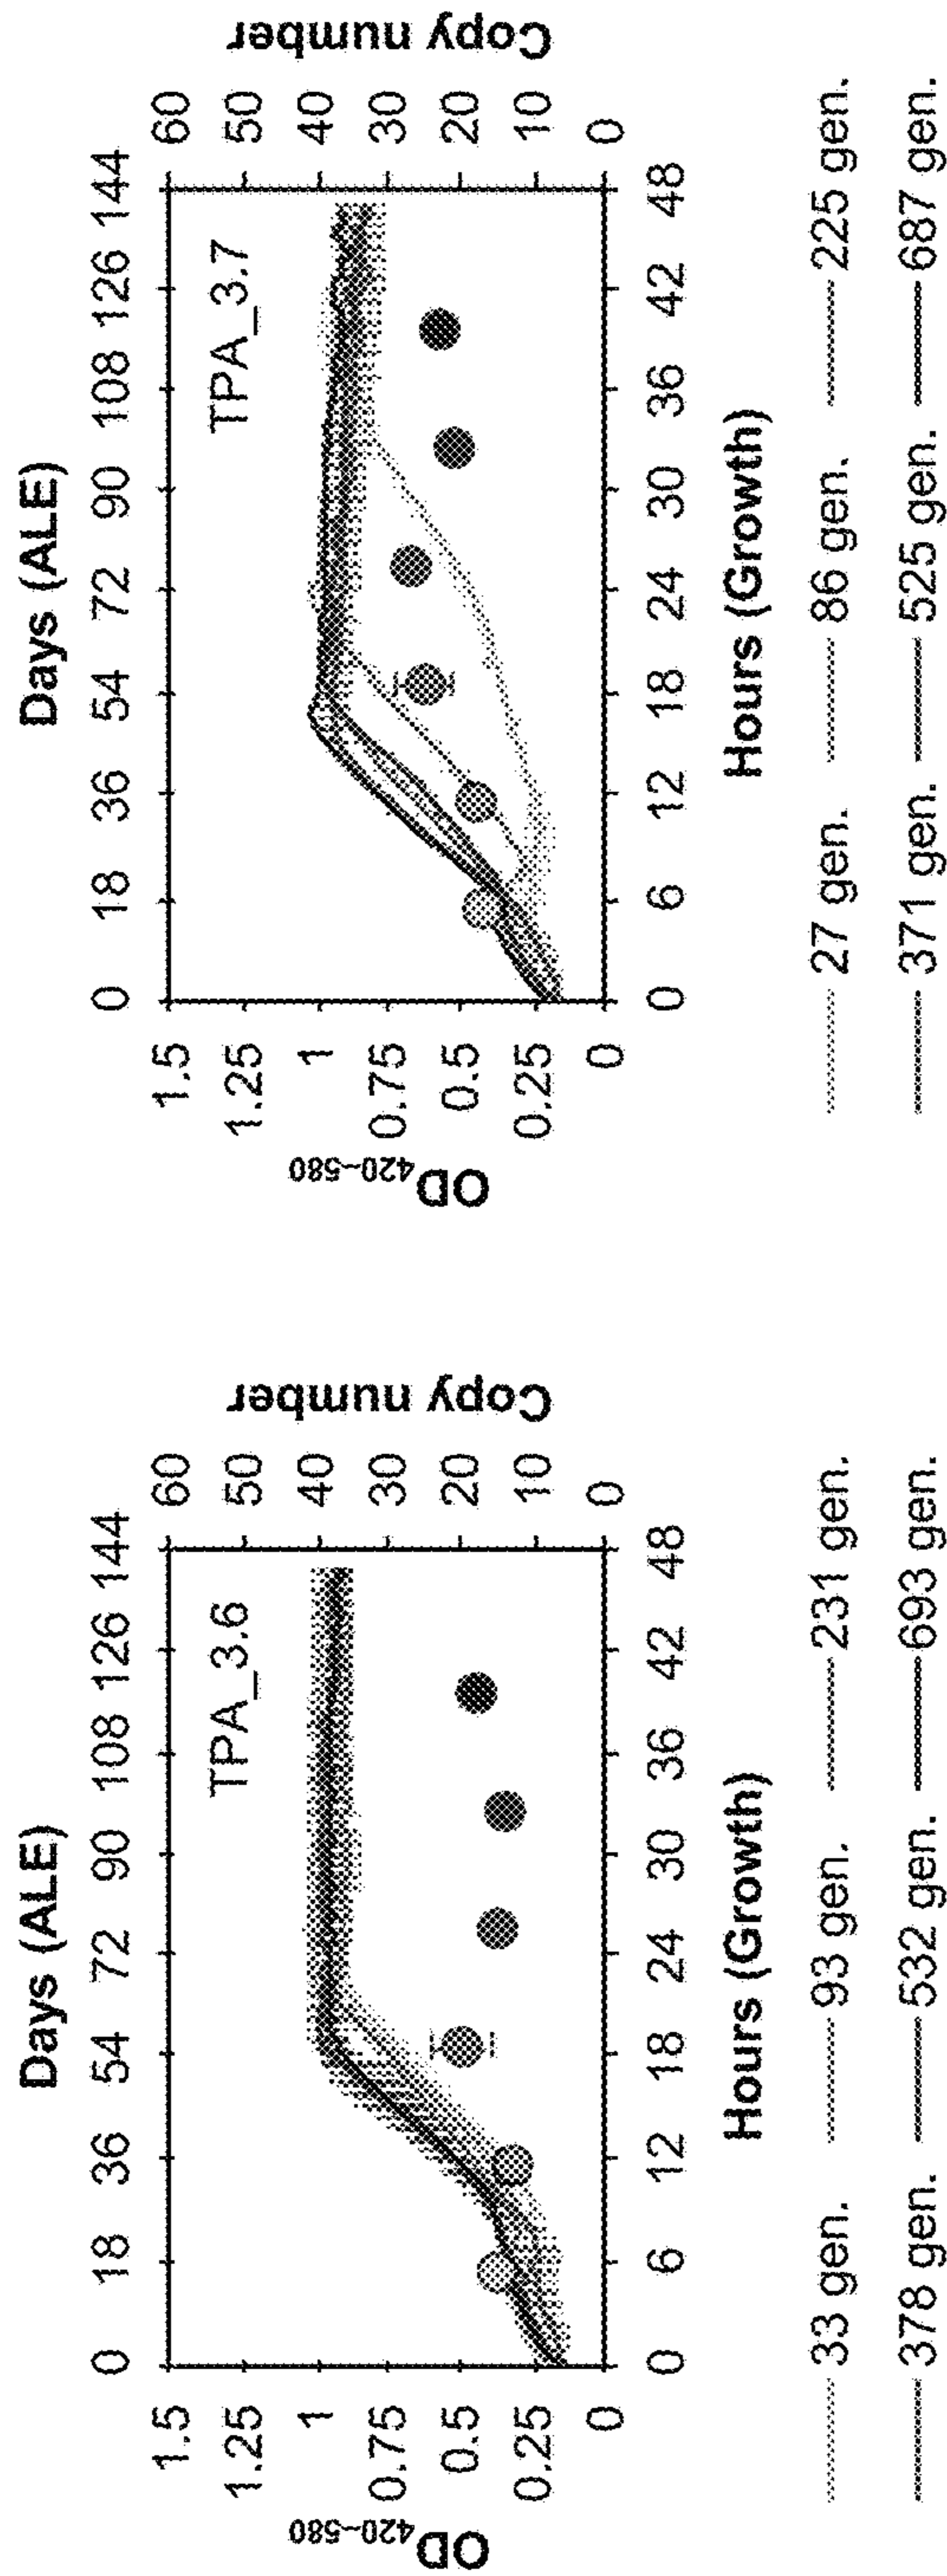 Days (ALE)
0 18 36 54 72 90 108 126 144
TPA_3.6
OD420~580
1.5
1.25
1
0.75
0.5
0.25
0
Copy number
60
50
40
30
20
10
0
0 6 12 18 24 30 36 42 48
Hours (Growth)
33 gen. 93 gen. 231 gen.
378 gen. 532 gen. 693 gen.
Days (ALE)
0 18 36 54 72 90 108 126 144
TPA_3.7
OD420~580
1.5
1.25
1
0.75
0.5
0.25
0
Copy number
60
50
40
30
20
10
0
0 6 12 18 24 30 36 42 48
Hours (Growth)
27 gen. 86 gen. 225 gen.
371 gen. 525 gen. 687 gen.